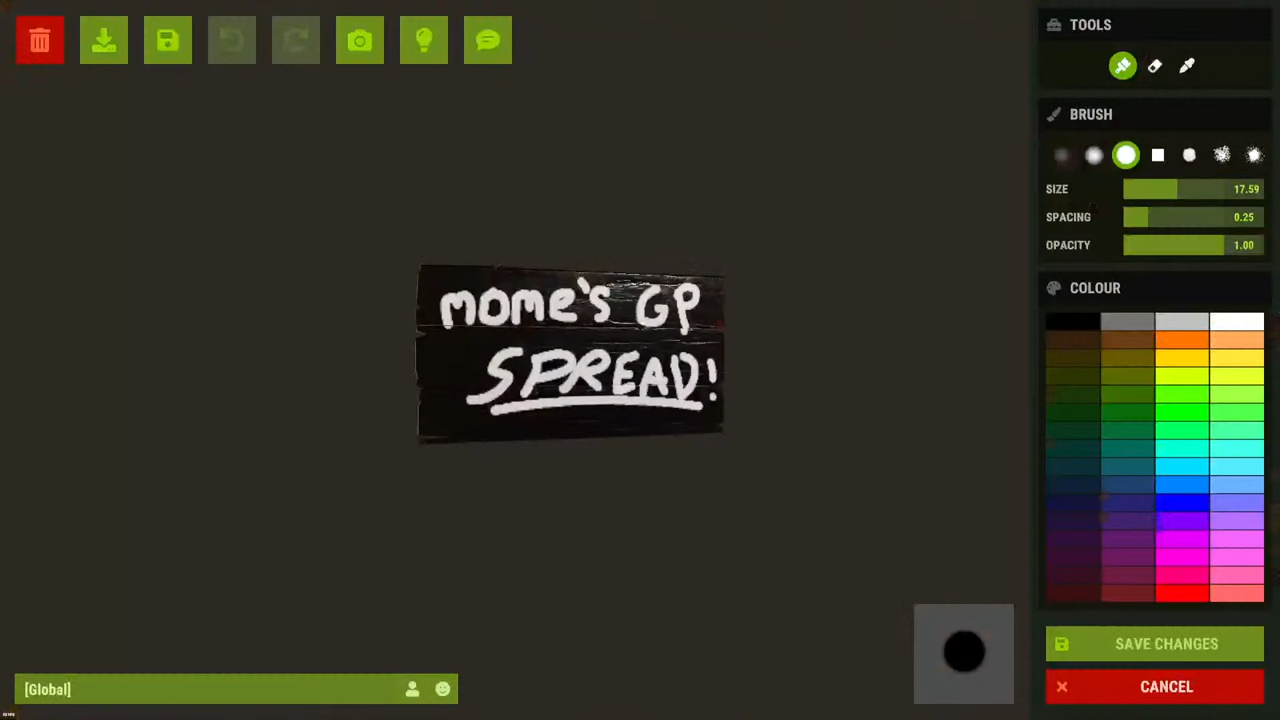 TOOLS
BRUSH
SIZE 17.59
SPACING 0.25
OPACITY 1.00
COLOUR
mome's GP
SPREAD!
[Global]
SAVE CHANGES
CANCEL